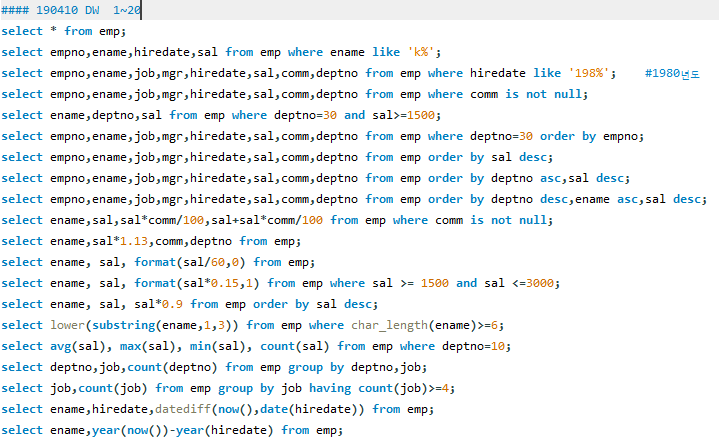 #### 190410 DW  1~20
select * from emp;
select empno,ename,hiredate,sal from emp where ename like 'k%';
select empno,ename,job,mgr,hiredate,sal,comm,deptno from emp where hiredate like '198%';    #1980년도
select empno,ename,job,mgr,hiredate,sal,comm,deptno from emp where comm is not null;
select ename,deptno,sal from emp where deptno=30 and sal>=1500;
select empno,ename,job,mgr,hiredate,sal,comm,deptno from emp where deptno=30 order by empno;
select empno,ename,job,mgr,hiredate,sal,comm,deptno from emp order by sal desc;
select empno,ename,job,mgr,hiredate,sal,comm,deptno from emp order by deptno asc,sal desc;
select empno,ename,job,mgr,hiredate,sal,comm,deptno from emp order by deptno desc,ename asc,sal desc;
select ename,sal,sal*comm/100,sal+sal*comm/100 from emp where comm is not null;
select ename,sal*1.13,comm,deptno from emp;
select ename, sal, format(sal/60,0) from emp;
select ename, sal, format(sal*0.15,1) from emp where sal >= 1500 and sal <=3000;
select ename, sal, sal*0.9 from emp order by sal desc;
select lower(substring(ename,1,3)) from emp where char_length(ename)>=6;
select avg(sal), max(sal), min(sal), count(sal) from emp where deptno=10;
select deptno,job,count(deptno) from emp group by deptno,job;
select job,count(job) from emp group by job having count(job)>=4;
select ename,hiredate,datediff(now(),date(hiredate)) from emp;
select ename,year(now())-year(hiredate) from emp;